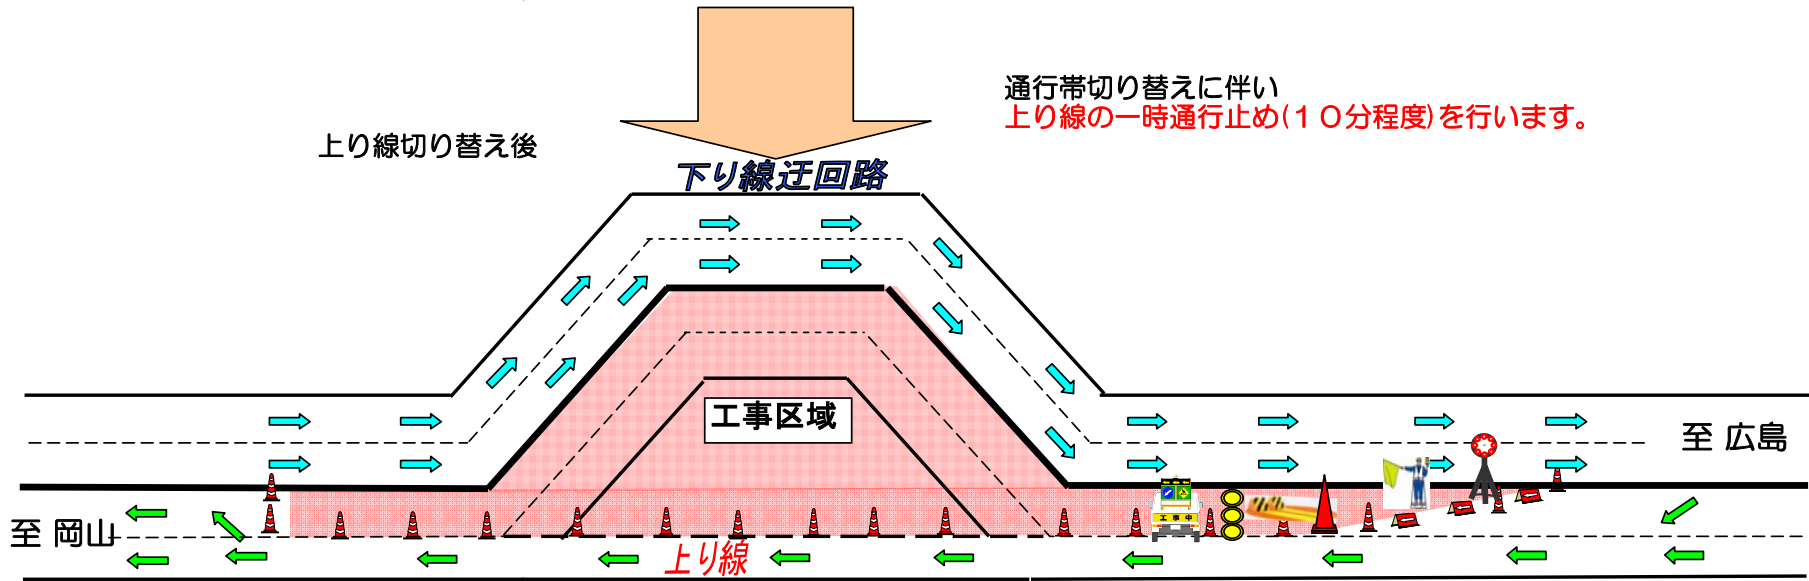 通行帯切り替えに伴い
上り線の一時通行止め(１０分程度)を行います。
上り線切り替え後
下り線迂回路
工事区域
至 広島
工事中
至 岡山
上り線